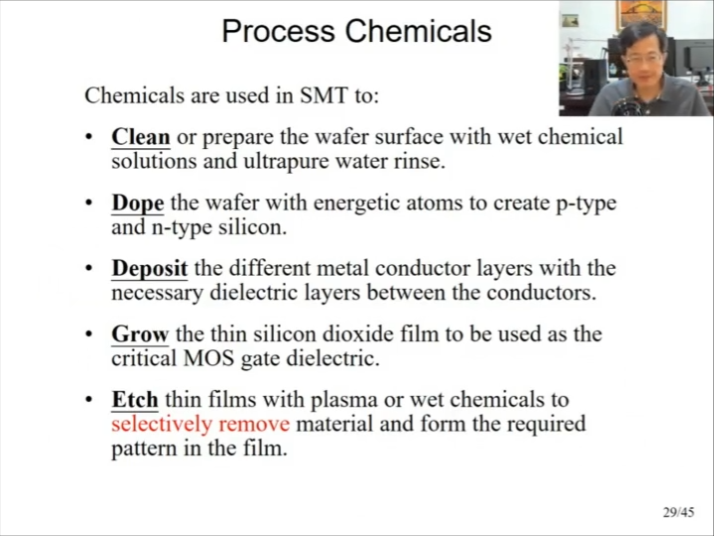 Process Chemicals
Chemicals are used in SMT to:
• Clean or prepare the wafer surface with wet chemical
solutions and ultrapure water rinse.
• Dope the wafer with energetic atoms to create p-type
and n-type silicon.
• Deposit the different metal conductor layers with the
necessary dielectric layers between the conductors.
• Grow the thin silicon dioxide film to be used as the
critical MOS gate dielectric.
• Etch thin films with plasma or wet chemicals to
selectively remove material and form the required
pattern in the film.
29/45